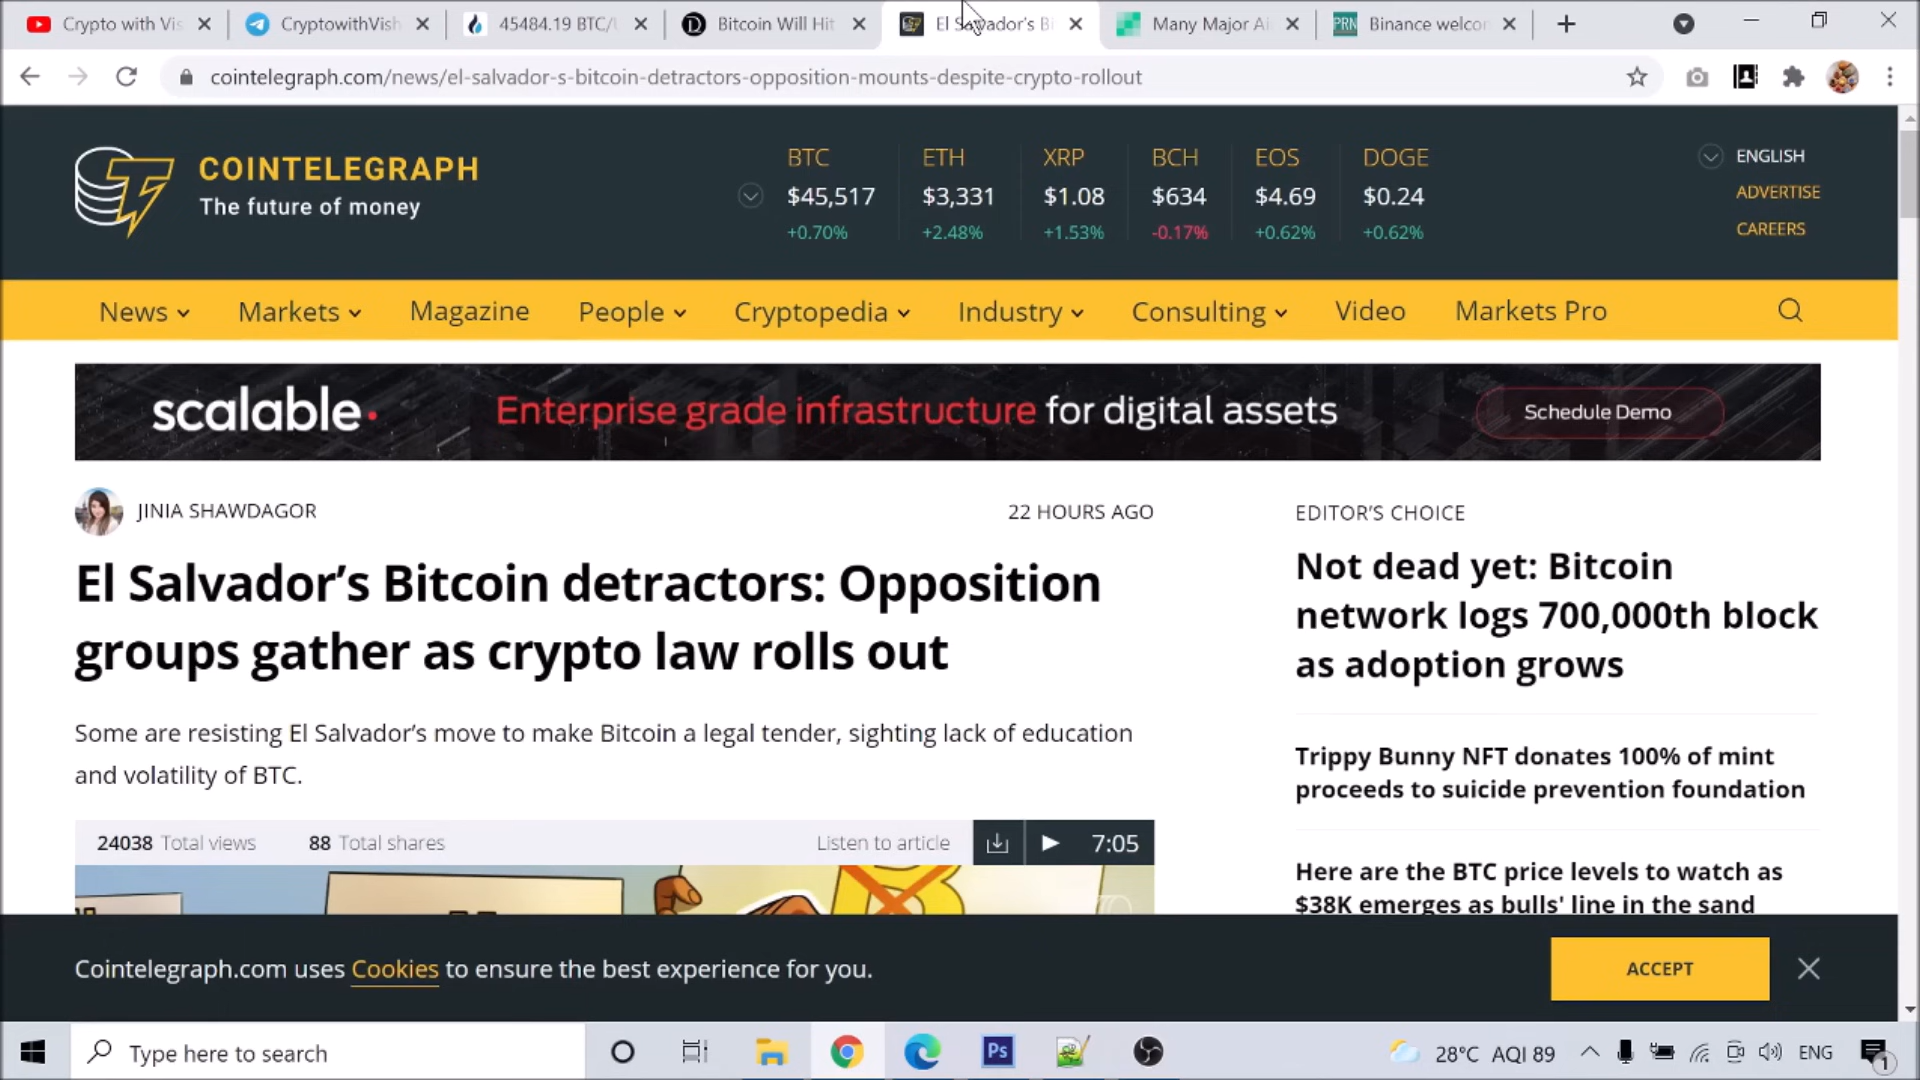 Crypto with Vis
CryptowithVish
45484.19 BTC/U
Bitcoin Will Hit
El Salvador's Bi
Many Major Ai
PRN
Binance welcor
cointelegraph.com/news/el-salvador-s-bitcoin-detractors-opposition-mounts-despite-crypto-rollout
COINTELEGRAPH
The future of money
BTC
$45,517
+0.70%
ETH
$3,331
+2.48%
XRP
$1.08
+1.53%
BCH
$634
-0.17%
EOS
$4.69
+0.62%
DOGE
$0.24
+0.62%
ENGLISH
ADVERTISE
CAREERS
News
Markets
Magazine
People
Cryptopedia
Industry
Consulting
Video
Markets Pro
scalable.
Enterprise grade infrastructure for digital assets
Schedule Demo
JINIA SHAWDAGOR
22 HOURS AGO
El Salvador's Bitcoin detractors: Opposition
groups gather as crypto law rolls out
Some are resisting El Salvador's move to make Bitcoin a legal tender, sighting lack of education
and volatility of BTC.
24038 Total views
88 Total shares
Listen to article
7:05
EDITOR'S CHOICE
Not dead yet: Bitcoin
network logs 700,000th block
as adoption grows
Trippy Bunny NFT donates 100% of mint
proceeds to suicide prevention foundation
Here are the BTC price levels to watch as
$38K emerges as bulls' line in the sand
Cointelegraph.com uses Cookies to ensure the best experience for you.
ACCEPT
Type here to search
Ps
28°C AQI 89
ENG
1